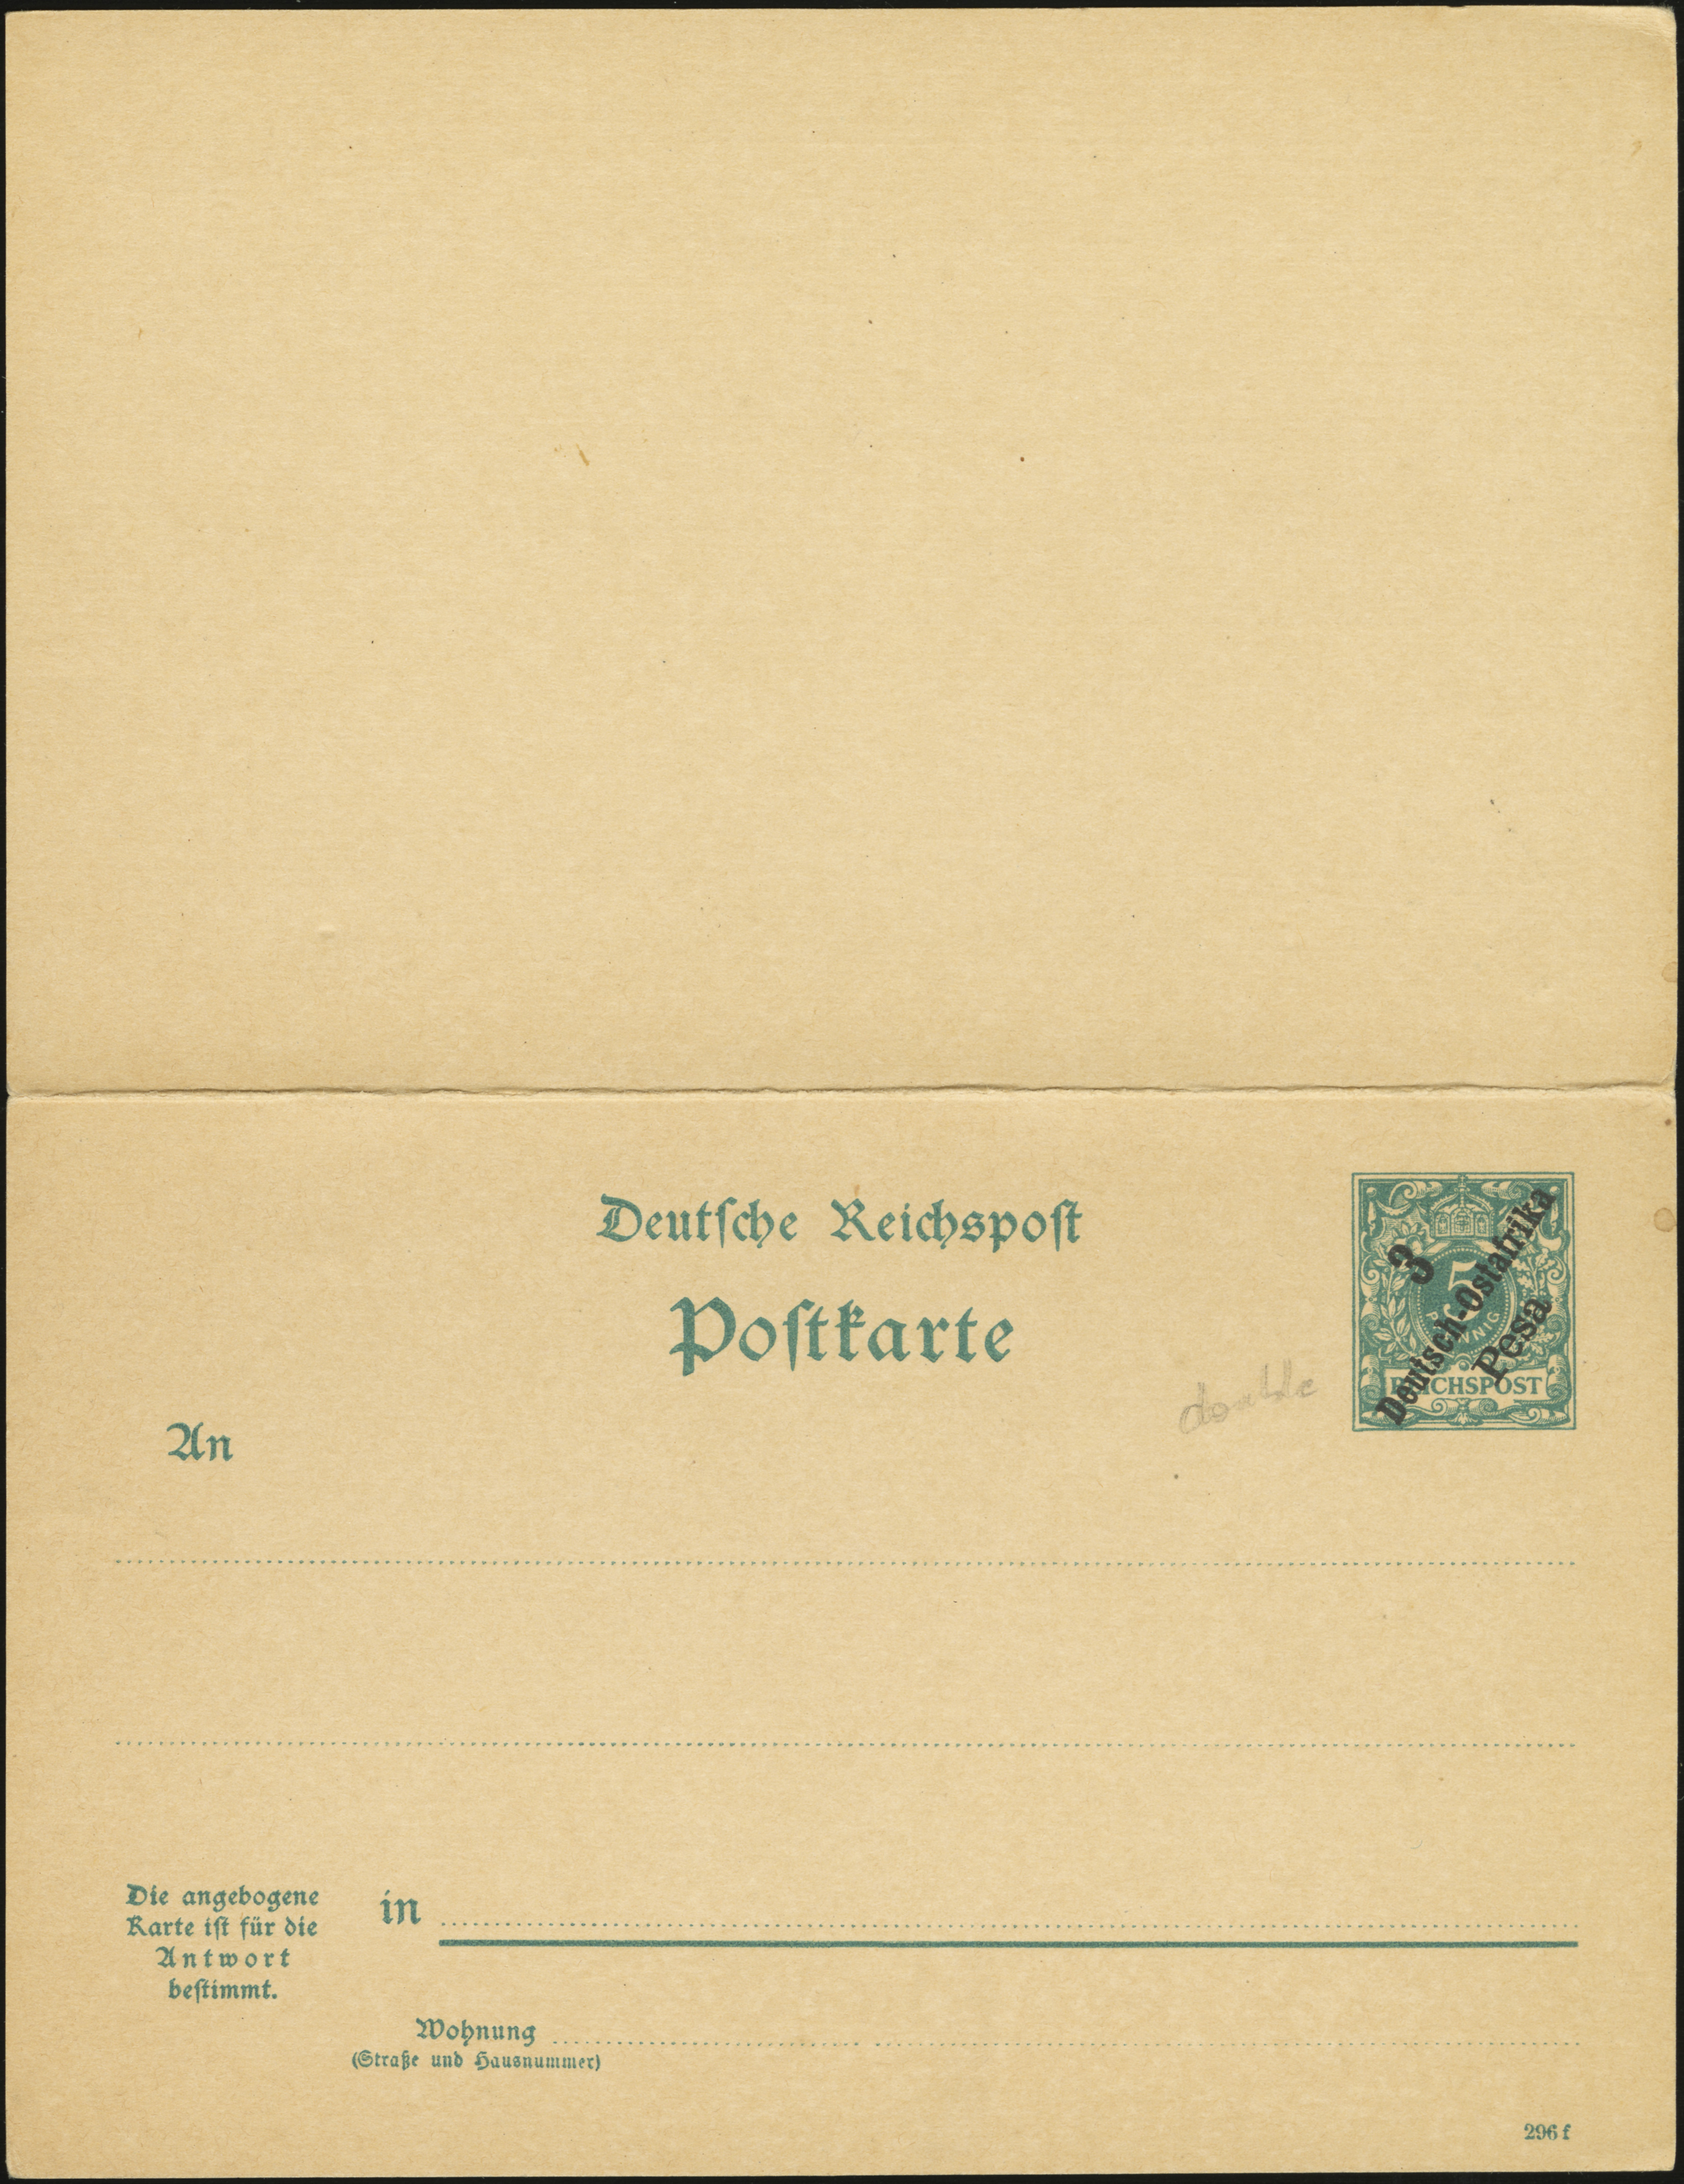 Deutſche Reichspoſt
3
5
PFENNIG
Deutsch-Ostafrika
Pesa
REICHSPOST
Poſtkarte
double
An
Die angebogene
Karte iſt für die
Antwort
beſtimmt.
in
Wohnung
(Straße und Hausnummer)
296 f